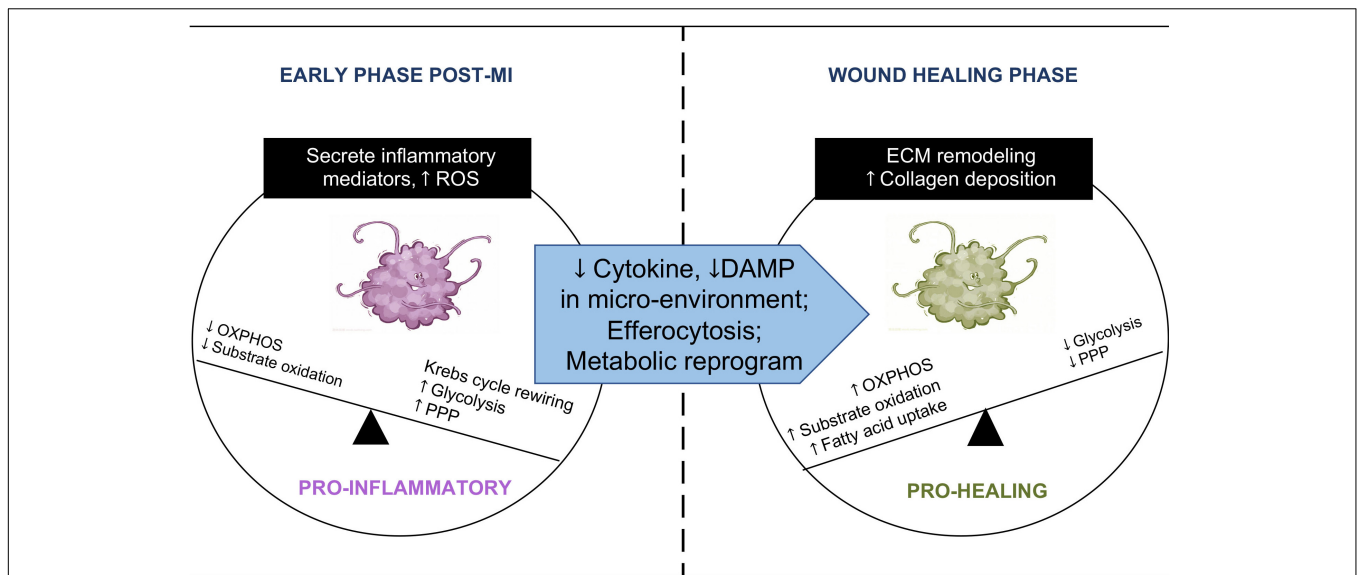 EARLY PHASE POST-MI
Secrete inflammatory
mediators, ↑ ROS
↓ OXPHOS
↓ Substrate oxidation
Krebs cycle rewiring
↑ Glycolysis
↑ PPP
PRO-INFLAMMATORY
↓ Cytokine, ↓DAMP
in micro-environment;
Efferocytosis;
Metabolic reprogram
WOUND HEALING PHASE
ECM remodeling
↑ Collagen deposition
↑ OXPHOS
↑ Substrate oxidation
↑ Fatty acid uptake
↓ Glycolysis
↓ PPP
PRO-HEALING